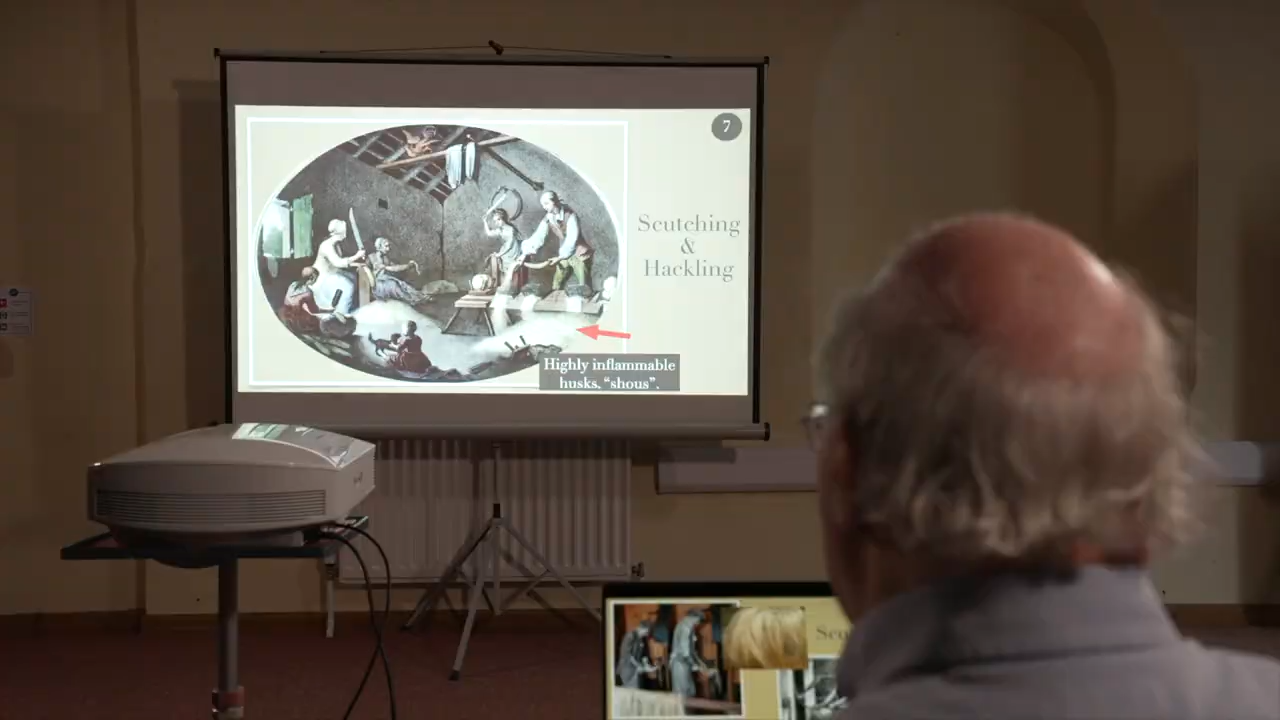 7
Scutching
&
Hackling
Highly inflammable
husks, “shous”.